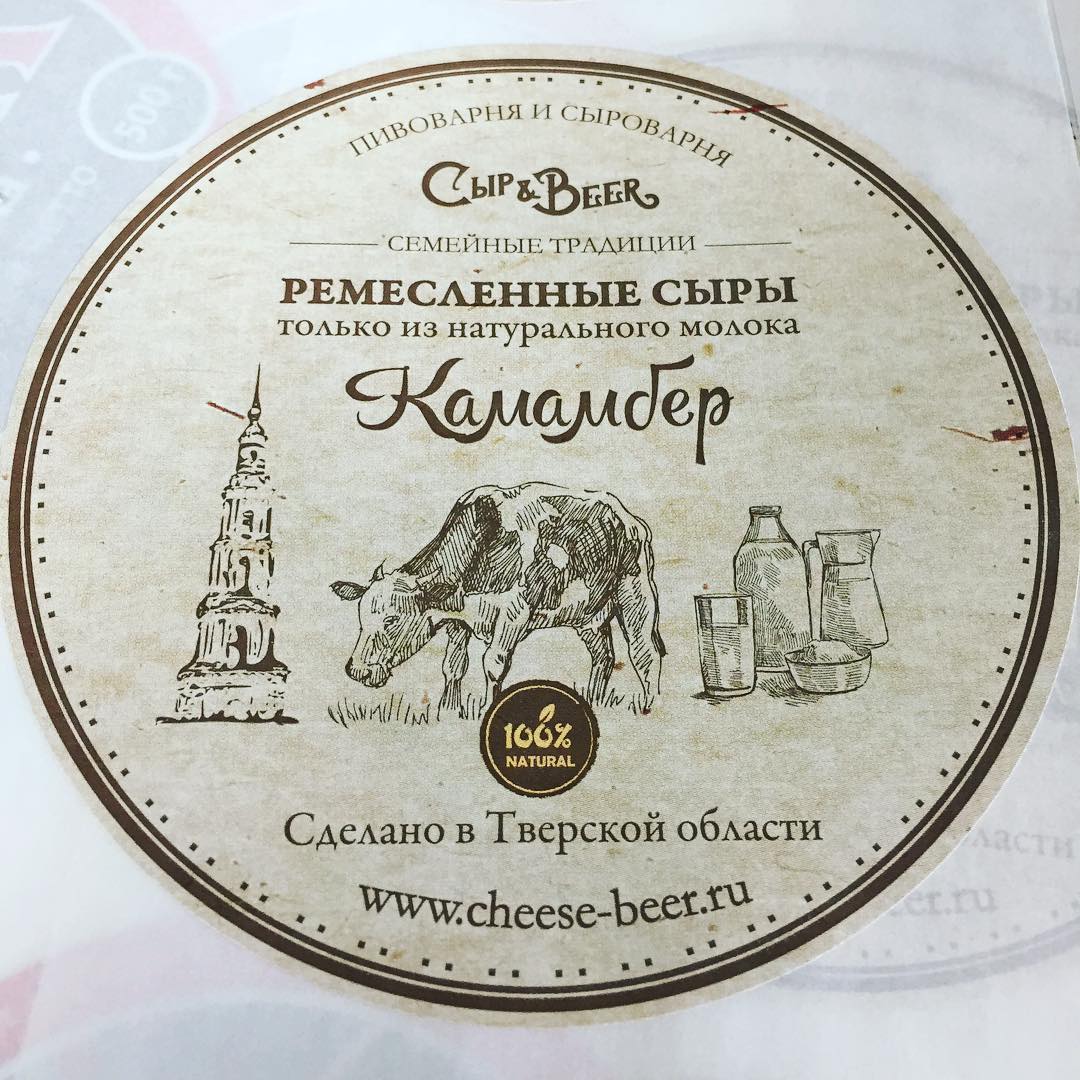 ПИВОВАРНЯ И СЫРОВАРНЯ
СЫР&BEER
СЕМЕЙНЫЕ ТРАДИЦИИ
РЕМЕСЛЕННЫЕ СЫРЫ
только из натурального молока
Камамбер
100%
NATURAL
Сделано в Тверской области
www.cheese-beer.ru
500 г